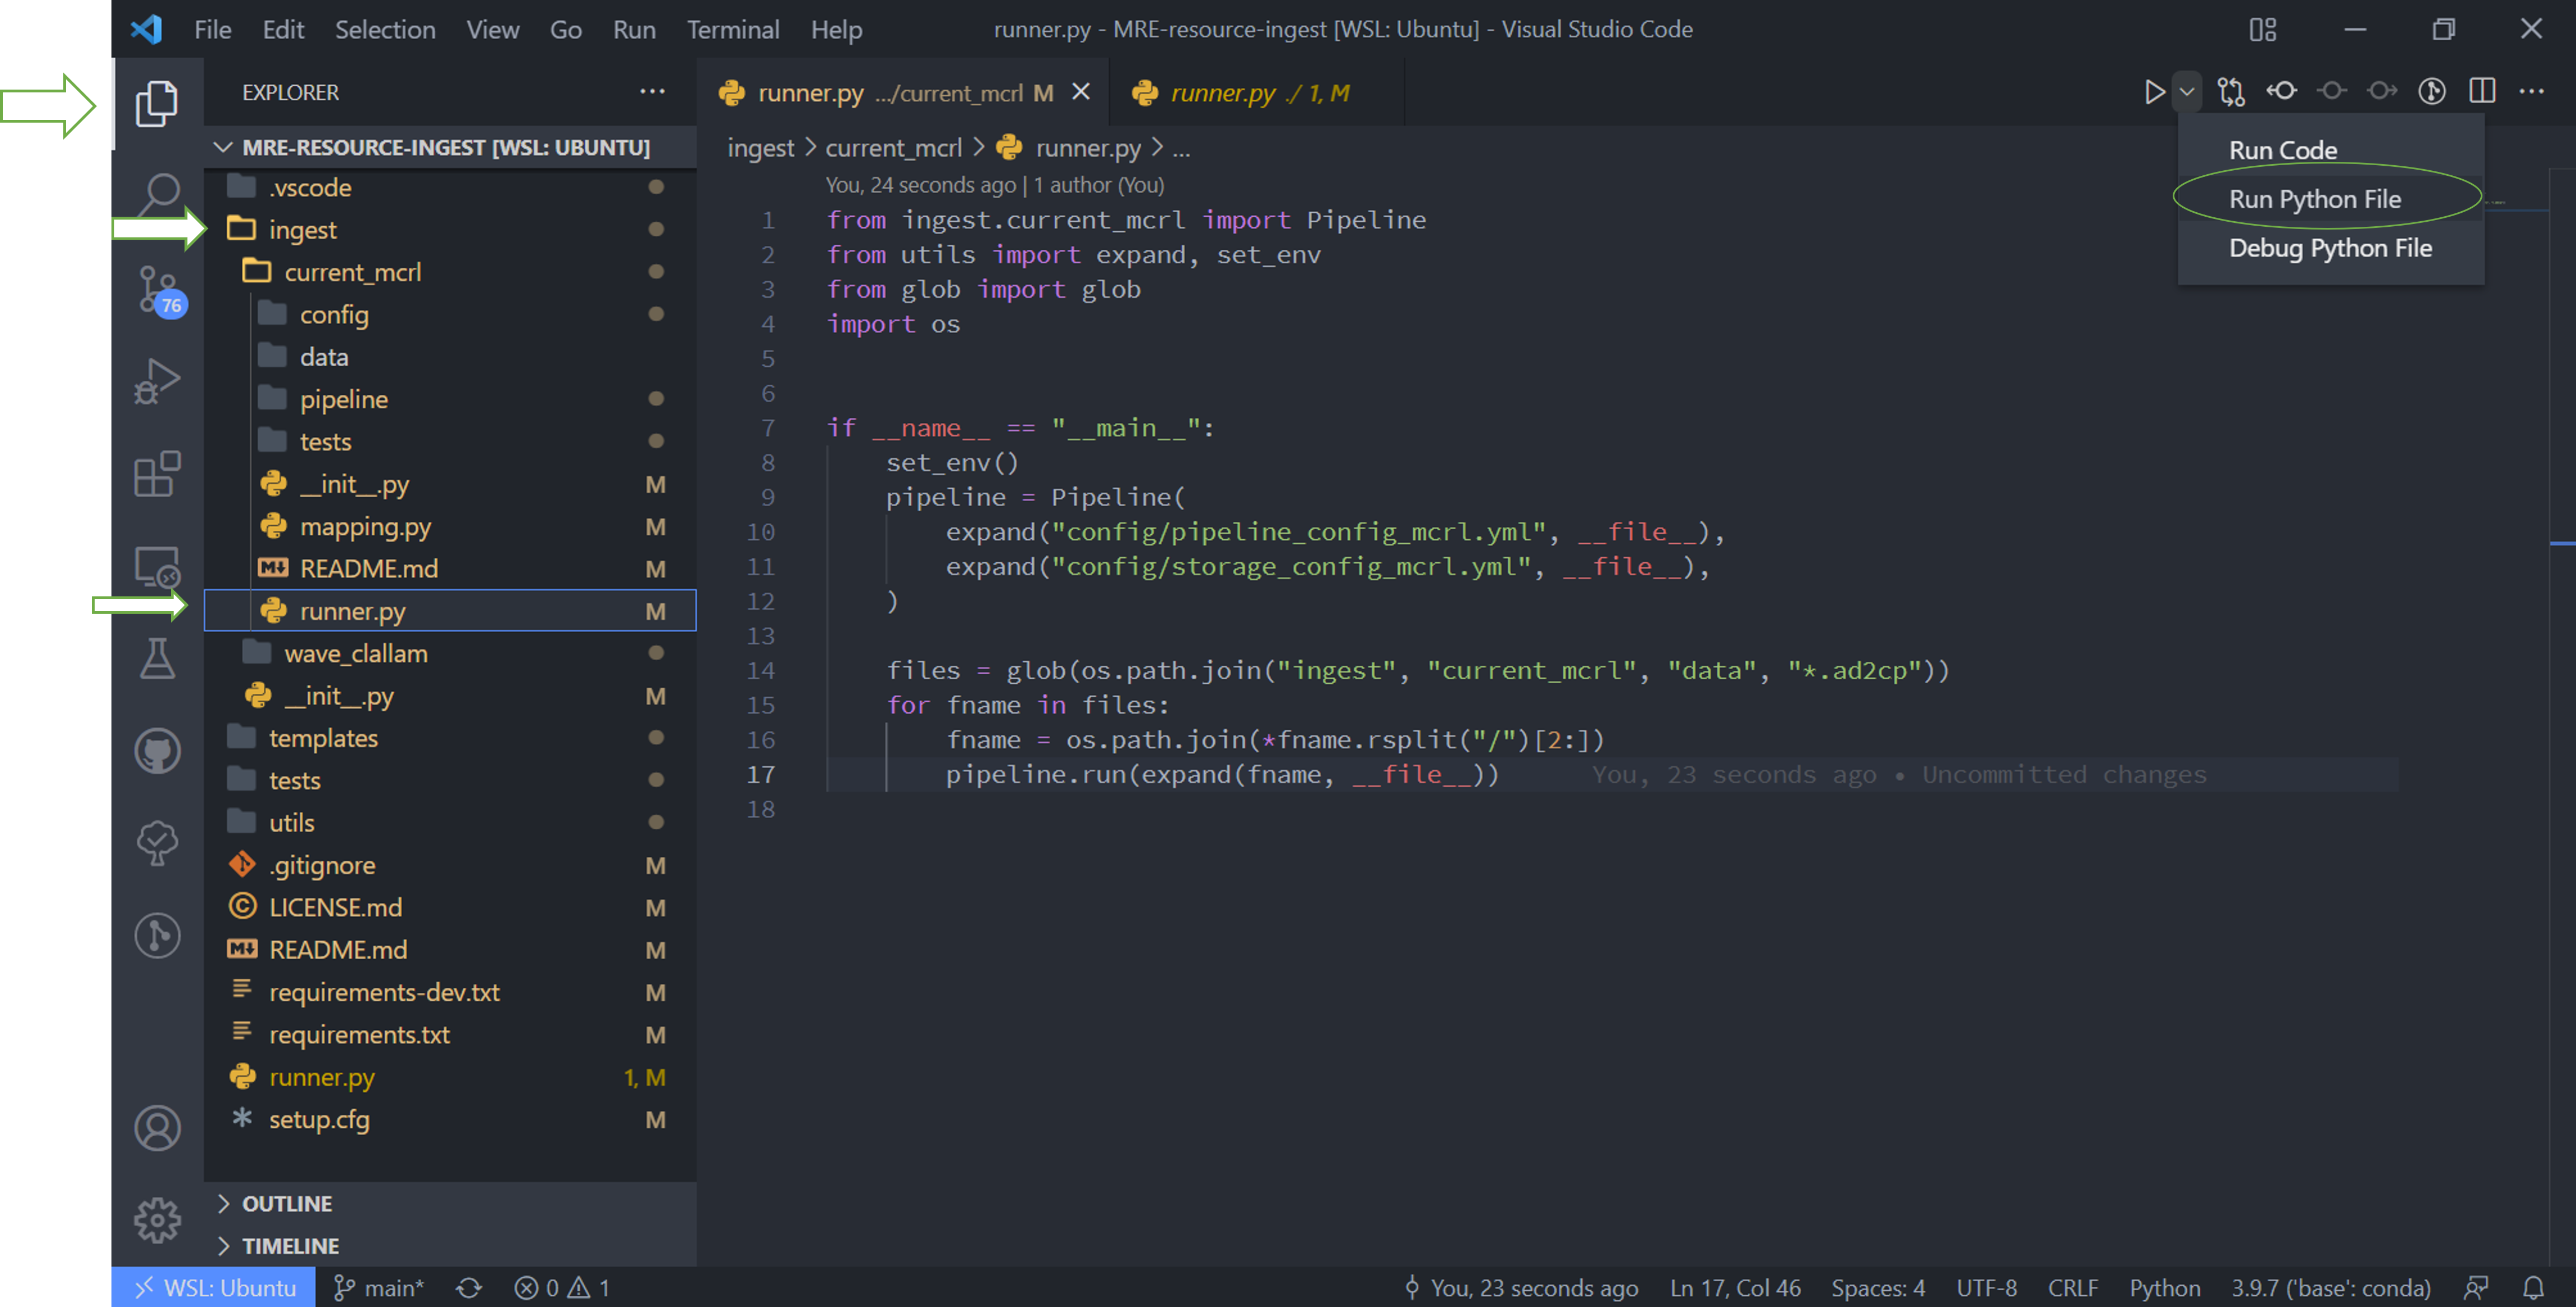 File Edit Selection View Go Run Terminal Help runner.py - MRE-resource-ingest [WSL: Ubuntu] - Visual Studio Code
EXPLORER
MRE-RESOURCE-INGEST [WSL: UBUNTU]
.vscode
ingest
current_mcrl
config
data
pipeline
tests
__init__.py M
mapping.py M
README.md M
runner.py M
wave_clallam
__init__.py M
templates
tests
utils
.gitignore M
LICENSE.md M
README.md M
requirements-dev.txt M
requirements.txt M
runner.py 1, M
setup.cfg M
OUTLINE
TIMELINE
76
runner.py .../current_mcrl M
runner.py ./ 1, M
ingest > current_mcrl > runner.py > ...
You, 24 seconds ago | 1 author (You)
1 from ingest.current_mcrl import Pipeline
2 from utils import expand, set_env
3 from glob import glob
4 import os
5
6
7 if __name__ == "__main__":
8 set_env()
9 pipeline = Pipeline(
10 expand("config/pipeline_config_mcrl.yml", __file__),
11 expand("config/storage_config_mcrl.yml", __file__),
12 )
13
14 files = glob(os.path.join("ingest", "current_mcrl", "data", "*.ad2cp"))
15 for fname in files:
16 fname = os.path.join(*fname.rsplit("/")[2:])
17 pipeline.run(expand(fname, __file__)) You, 23 seconds ago • Uncommitted changes
18
Run Code
Run Python File
Debug Python File
WSL: Ubuntu main* 0 1 You, 23 seconds ago Ln 17, Col 46 Spaces: 4 UTF-8 CRLF Python 3.9.7 ('base': conda)